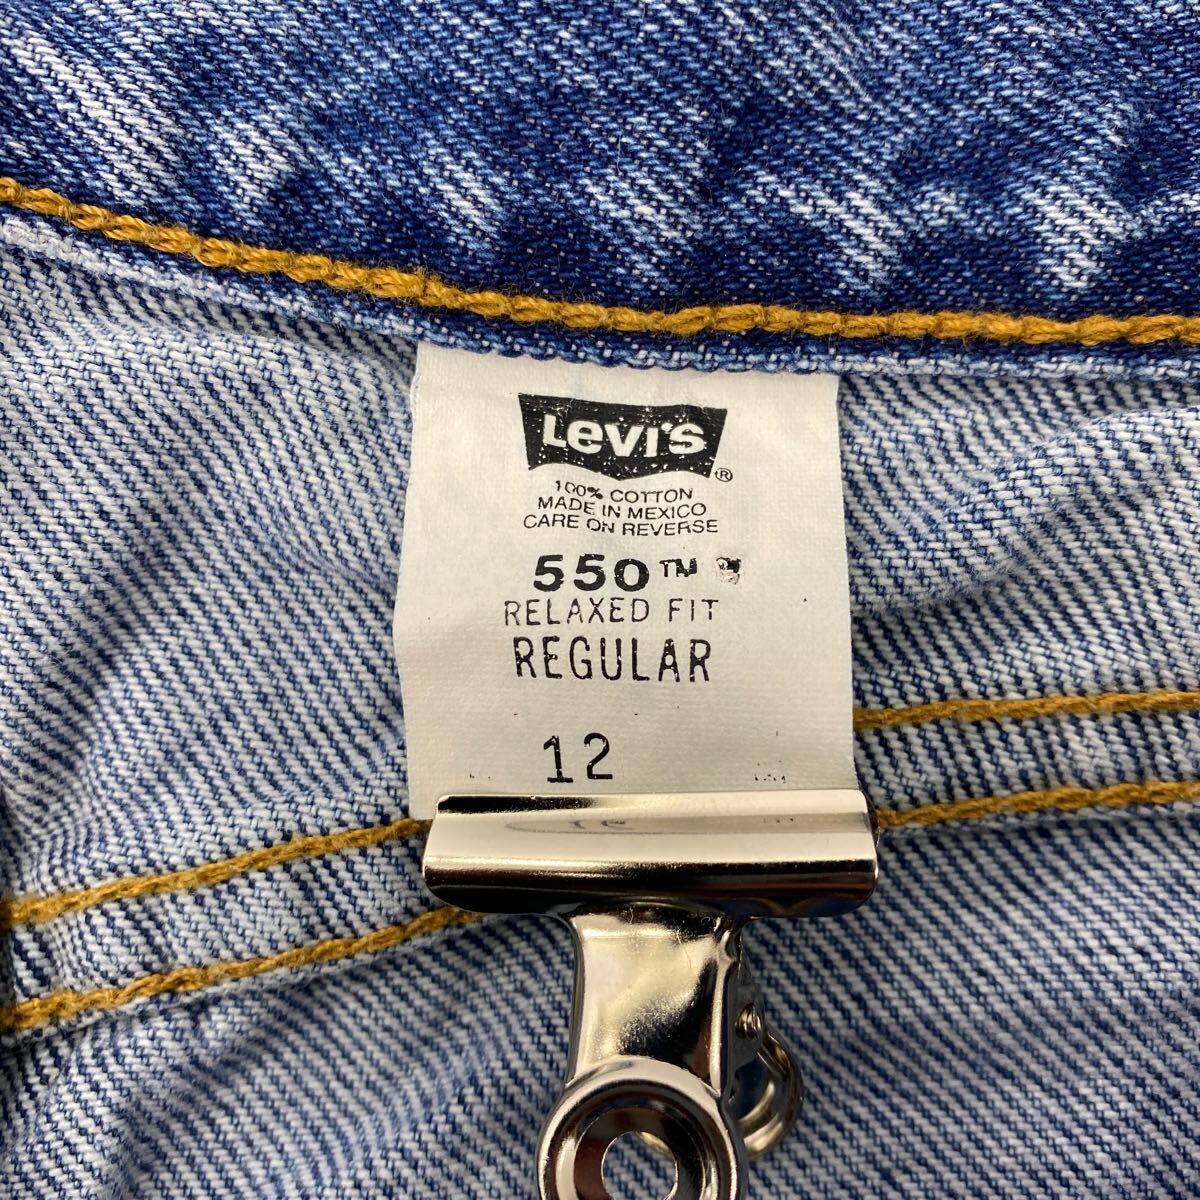 Levi's ®
100% COTTON
MADE IN MEXICO
CARE ON REVERSE
550™
RELAXED FIT
REGULAR
12